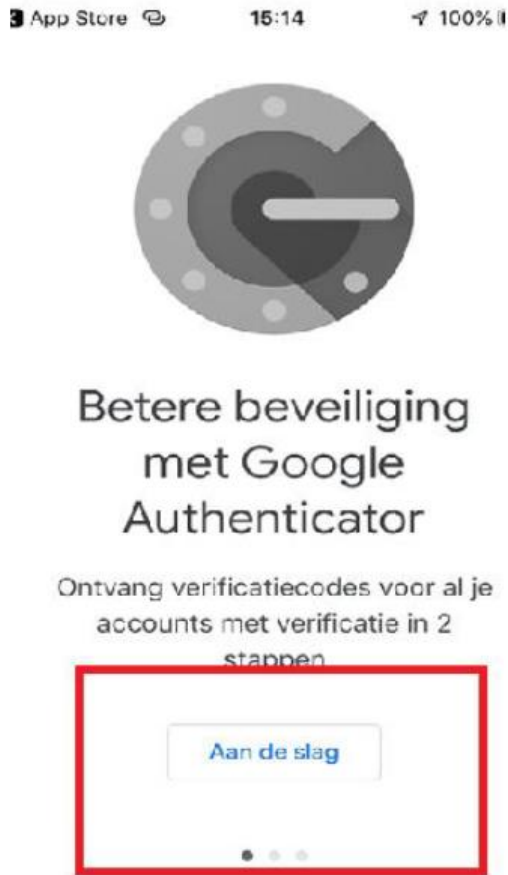 App Store 15:14 100%
Betere beveiliging
met Google
Authenticator
Ontvang verificatiecodes voor al je
accounts met verificatie in 2
stappen
Aan de slag